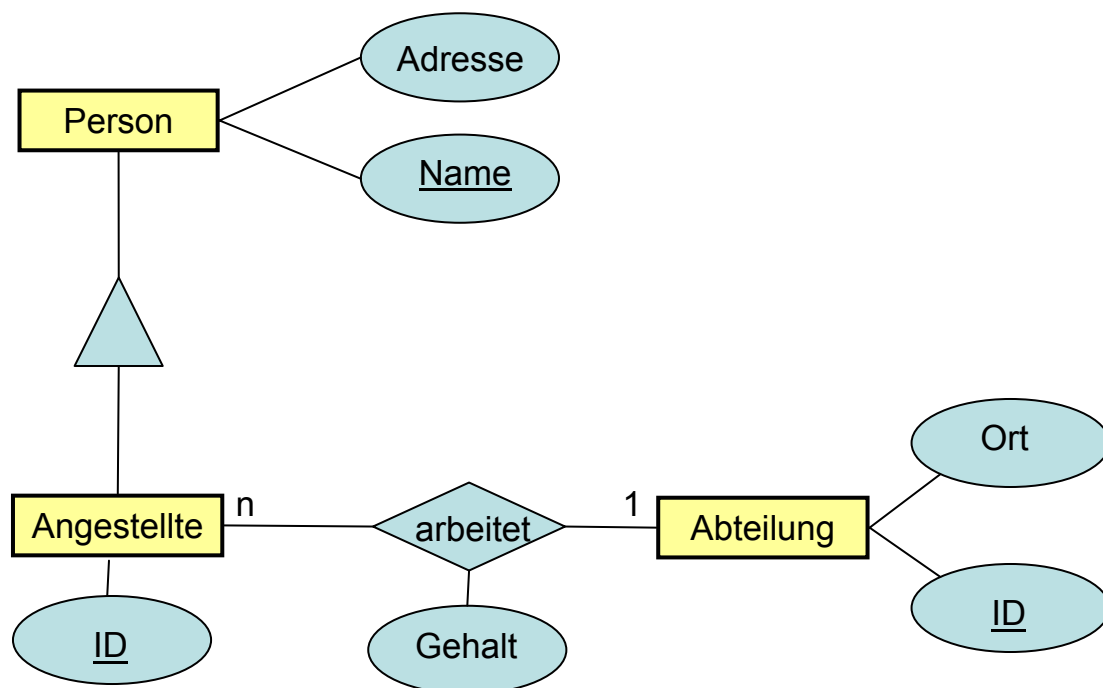 Adresse
Person
Name
Ort
Angestellte
n
arbeitet
1
Abteilung
ID
Gehalt
ID